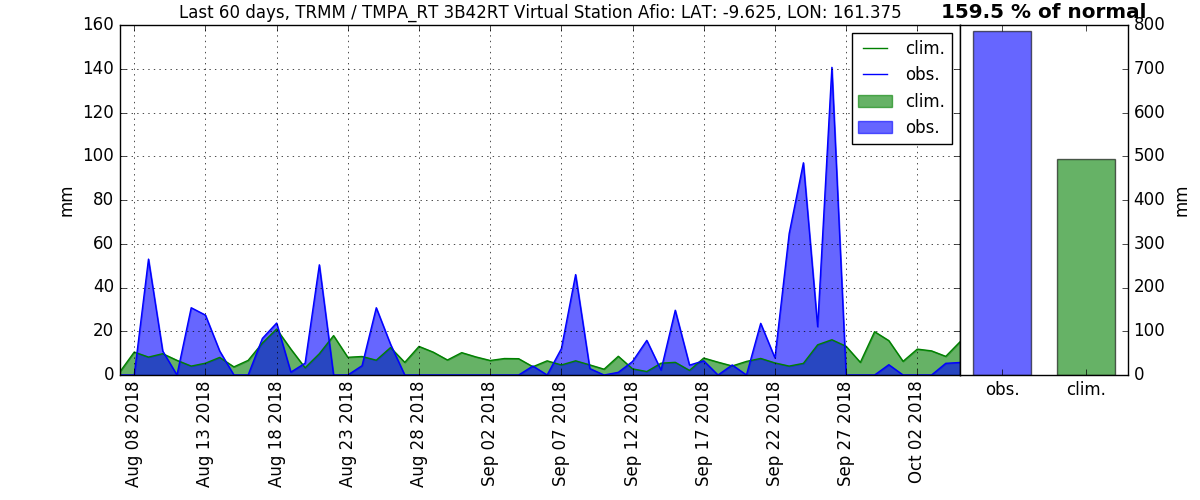 Last 60 days, TRMM / TMPA_RT 3B42RT Virtual Station Afio: LAT: -9.625, LON: 161.375
159.5 % of normal
160
140
120
100
80
60
40
20
0
mm
clim.
obs.
clim.
obs.
800
700
600
500
400
300
200
100
0
mm
Aug 08 2018
Aug 13 2018
Aug 18 2018
Aug 23 2018
Aug 28 2018
Sep 02 2018
Sep 07 2018
Sep 12 2018
Sep 17 2018
Sep 22 2018
Sep 27 2018
Oct 02 2018
obs.
clim.